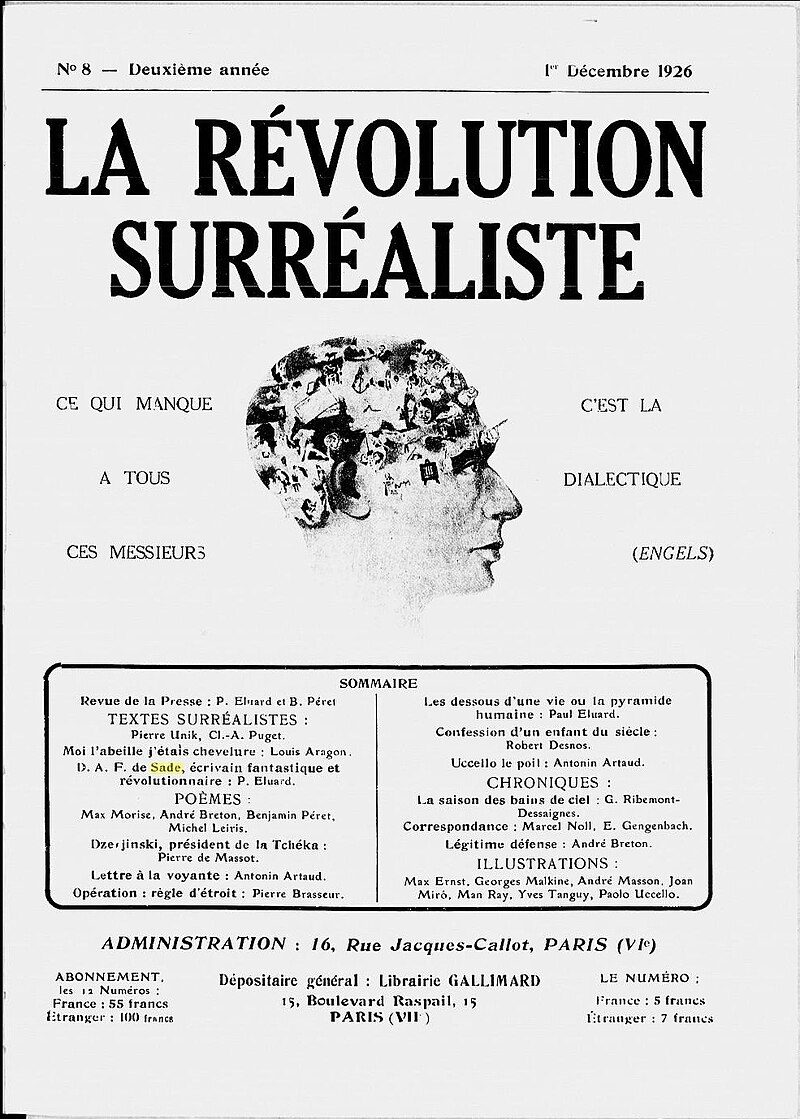 Nº 8 — Deuxième année
1er Décembre 1926
LA RÉVOLUTION
SURRÉALISTE
CE QUI MANQUE
A TOUS
CES MESSIEURS
C'EST LA
DIALECTIQUE
(ENGELS)
SOMMAIRE
Revue de la Presse : P. Eluard et B. Péret
TEXTES SURRÉALISTES :
Pierre Unik, Cl.-A. Puget.
Moi l'abeille j'étais chevelure : Louis Aragon.
D. A. F. de Sade, écrivain fantastique et
révolutionnaire : P. Eluard.
POÈMES :
Max Morise, André Breton, Benjamin Péret,
Michel Leiris.
Dzerjinski, président de la Tchéka :
Pierre de Massot.
Lettre à la voyante : Antonin Artaud.
Opération : règle d'étroit : Pierre Brasseur.
Les dessous d'une vie ou la pyramide
humaine : Paul Eluard.
Confession d'un enfant du siècle :
Robert Desnos.
Uccello le poil : Antonin Artaud.
CHRONIQUES :
La saison des bains de ciel : G. Ribemont-
Dessaignes.
Correspondance : Marcel Noll, E. Gengenbach.
Légitime défense : André Breton.
ILLUSTRATIONS :
Max Ernst, Georges Malkine, André Masson, Joan
Miró, Man Ray, Yves Tanguy, Paolo Uccello.
ADMINISTRATION : 16, Rue Jacques-Callot, PARIS (VIe)
ABONNEMENT,
les 12 Numéros :
France : 55 francs
Étranger : 100 francs
Dépositaire général : Librairie GALLIMARD
15, Boulevard Raspail, 15
PARIS (VII )
LE NUMÉRO :
France : 5 francs
Étranger : 7 francs